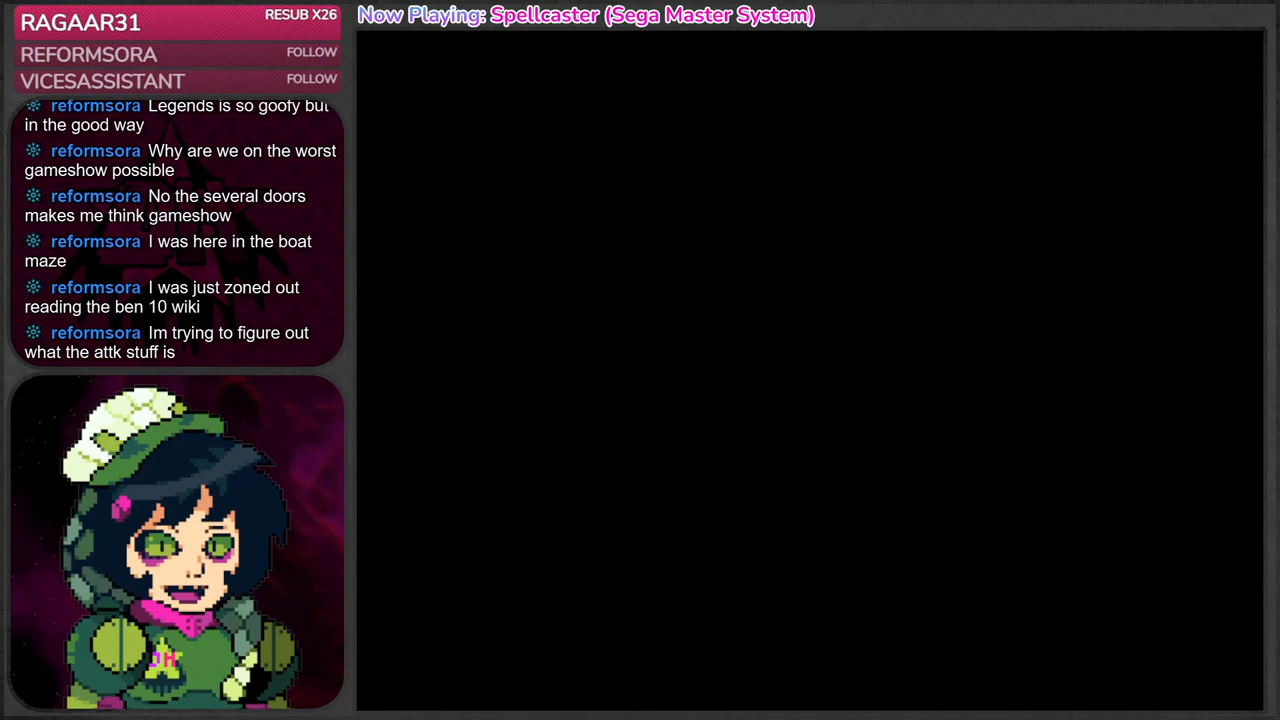 RAGAAR31 RESUB X26
REFORMSORA FOLLOW
VICESASSISTANT FOLLOW
Now Playing: Spellcaster (Sega Master System)
reformsora Legends is so goofy but
in the good way
reformsora Why are we on the worst
gameshow possible
reformsora No the several doors
makes me think gameshow
reformsora I was here in the boat
maze
reformsora I was just zoned out
reading the ben 10 wiki
reformsora Im trying to figure out
what the attk stuff is